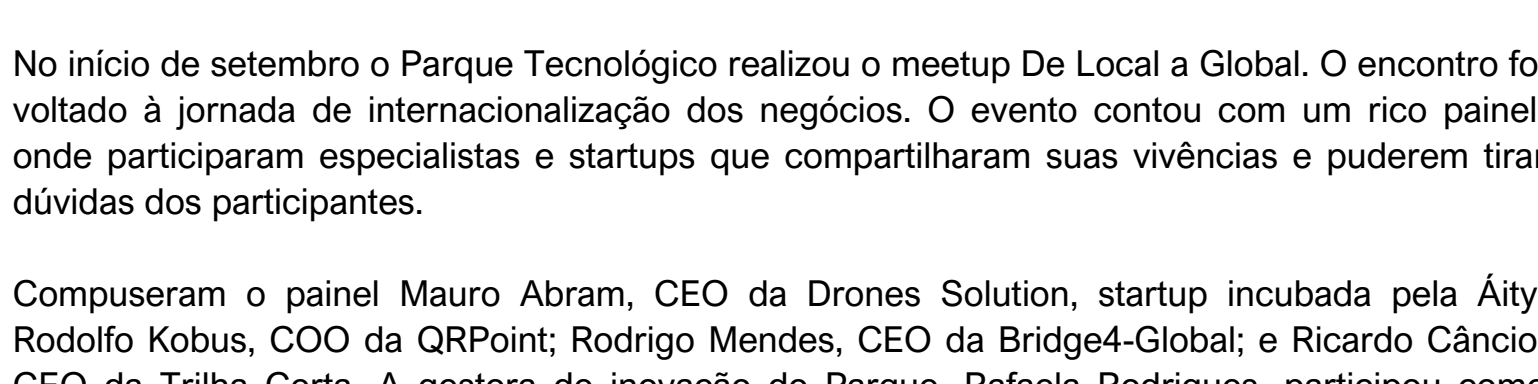 No início de setembro o Parque Tecnológico realizou o meetup De Local a Global. O encontro fo
voltado à jornada de internacionalização dos negócios. O evento contou com um rico painel
onde participaram especialistas e startups que compartilharam suas vivências e puderem tirar
dúvidas dos participantes.
Compuseram o painel Mauro Abram, CEO da Drones Solution, startup incubada pela Áity
Rodolfo Kobus, COO da QRPoint; Rodrigo Mendes, CEO da Bridge4-Global; e Ricardo Câncio
CEO da Trilha Certa. A gestora de inovação do Parque, Rafaela Rodrigues, participou como